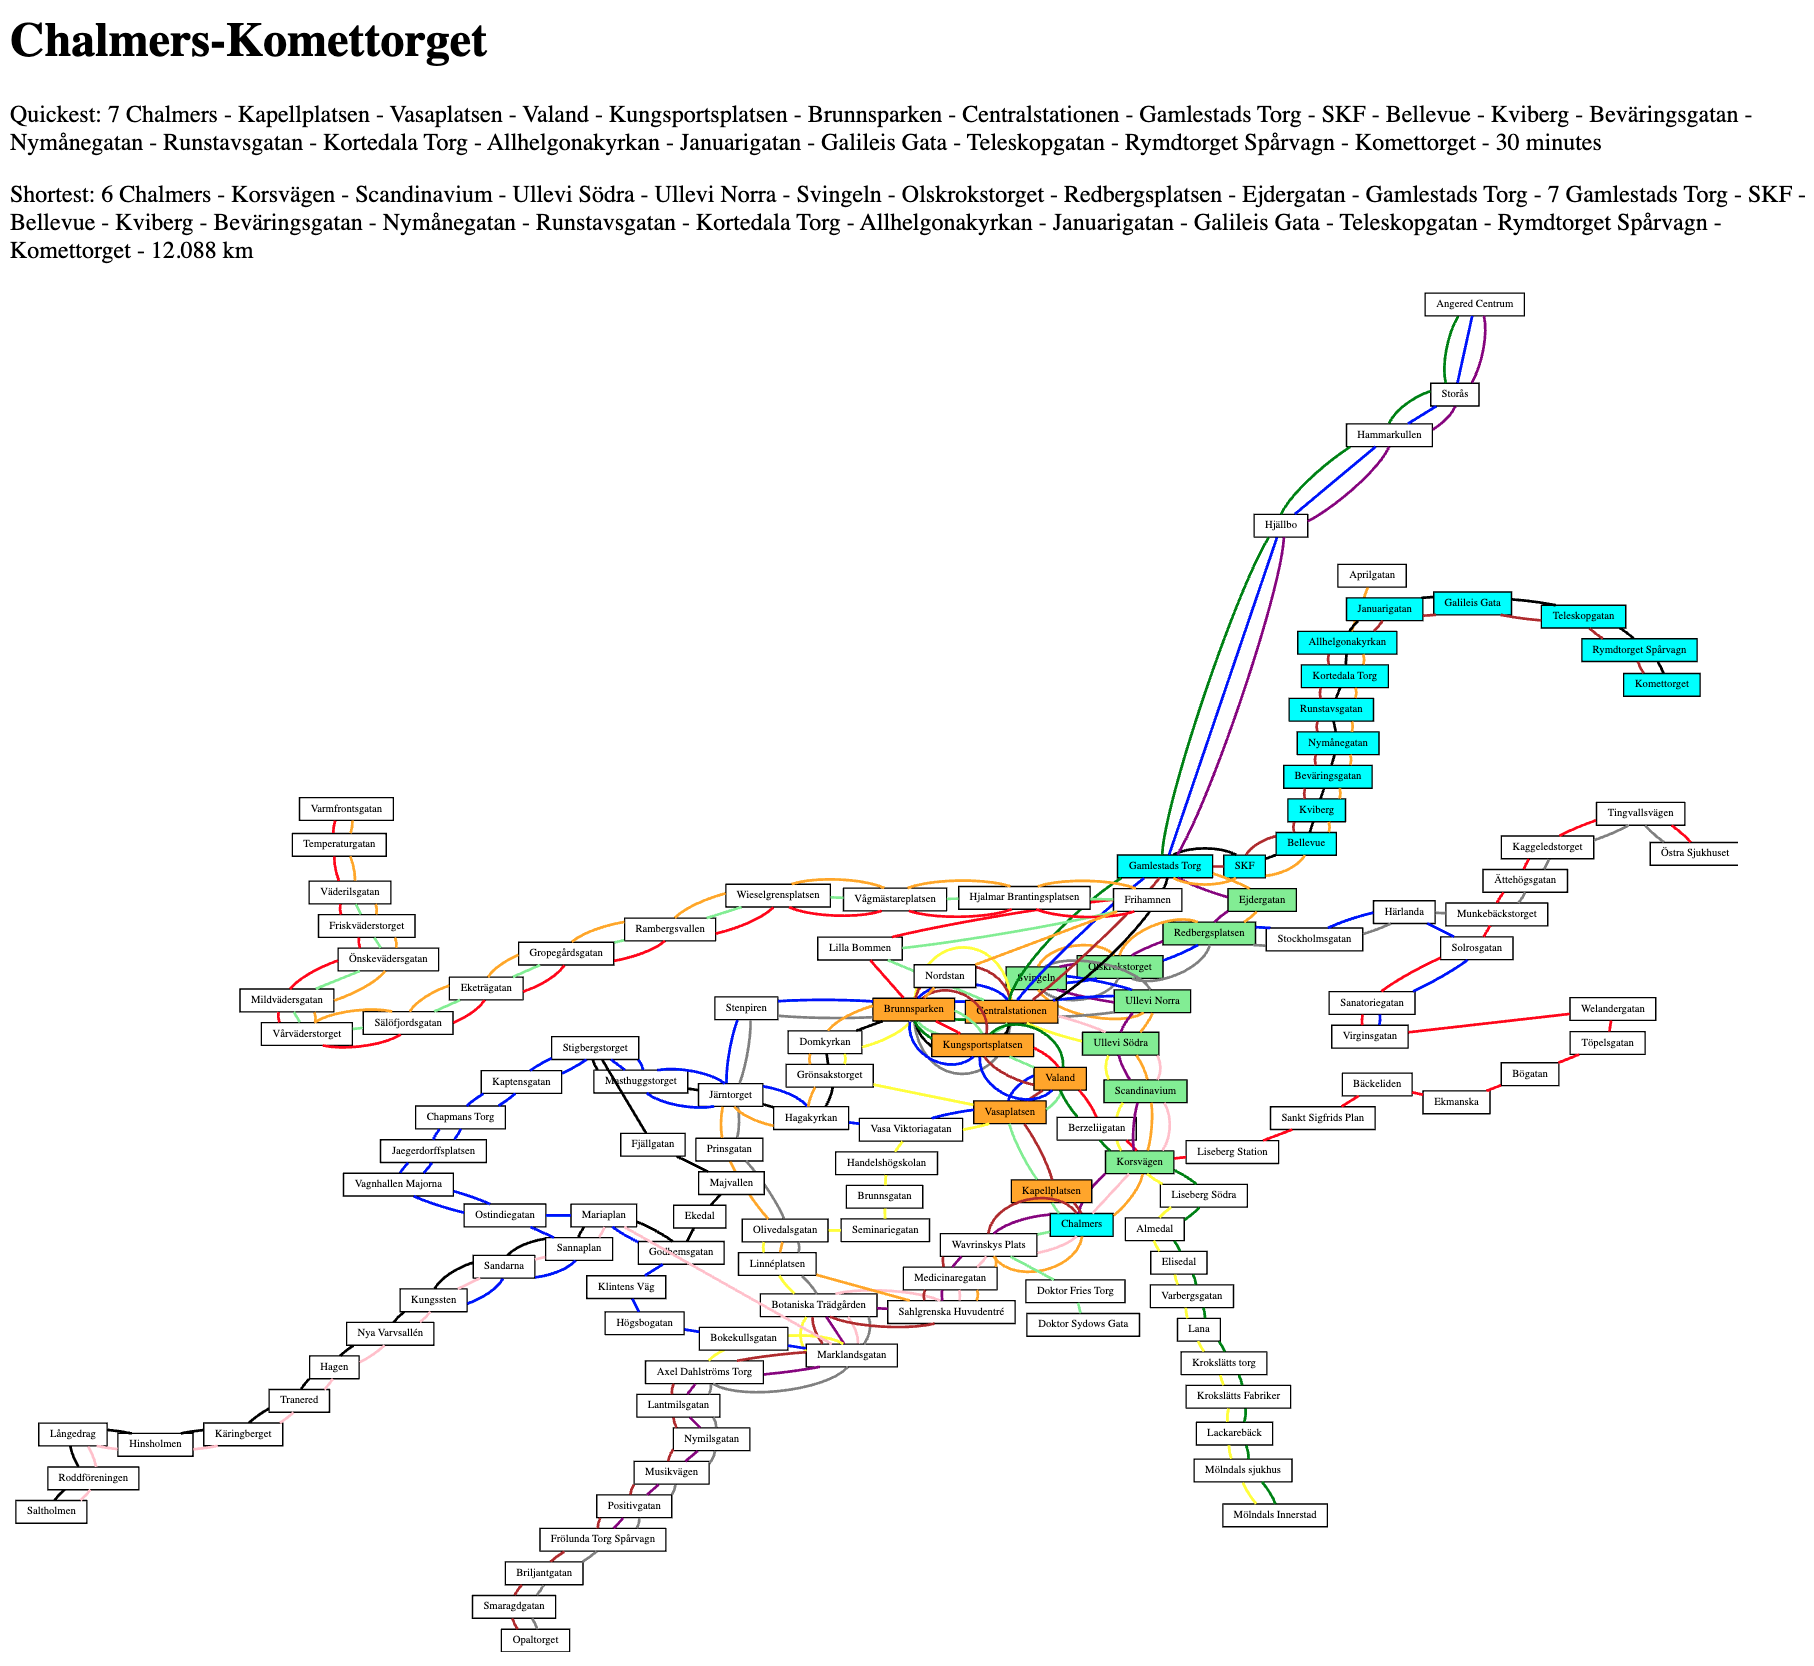 Chalmers-Komettorget
Quickest: 7 Chalmers - Kapellplatsen - Vasaplatsen - Valand - Kungsportsplatsen - Brunnsparken - Centralstationen - Gamlestads Torg - SKF - Bellevue - Kviberg - Beväringsgatan -
Nymånegatan - Runstavsgatan - Kortedala Torg - Allhelgonakyrkan - Januarigatan - Galileis Gata - Teleskopgatan - Rymdtorget Spårvagn - Komettorget - 30 minutes
Shortest: 6 Chalmers - Korsvägen - Scandinavium - Ullevi Södra - Ullevi Norra - Svingeln - Olskrokstorget - Redbergsplatsen - Ejdergatan - Gamlestads Torg - 7 Gamlestads Torg - SKF -
Bellevue - Kviberg - Beväringsgatan - Nymånegatan - Runstavsgatan - Kortedala Torg - Allhelgonakyrkan - Januarigatan - Galileis Gata - Teleskopgatan - Rymdtorget Spårvagn -
Komettorget - 12.088 km
Angered Centrum
Storås
Hammarkullen
Hjällbo
Aprilgatan
Januarigatan
Galileis Gata
Teleskopgatan
Allhelgonakyrkan
Rymdtorget Spårvagn
Kortedala Torg
Komettorget
Runstavsgatan
Nymånegatan
Beväringsgatan
Kviberg
Varmfrontsgatan
Tingvallsvägen
Temperaturgatan
Bellevue
Kaggeledstorget
Östra Sjukhuset
Gamlestads Torg
SKF
Ättehögsgatan
Väderilsgatan
Wieselgrensplatsen
Vågmästareplatsen
Hjalmar Brantingsplatsen
Frihamnen
Ejdergatan
Härlanda
Munkebäckstorget
Friskväderstorget
Rambergsvallen
Redbergsplatsen
Stockholmsgatan
Lilla Bommen
Solrosgatan
Gropegårdsgatan
Önskevädersgatan
Olskrokstorget
Nordstan
Svingeln
Eketrägatan
Mildvädersgatan
Ullevi Norra
Sanatoriegatan
Stenpiren
Brunnsparken
Centralstationen
Welandergatan
Sälöfjordsgatan
Vårväderstorget
Virginsgatan
Domkyrkan
Kungsportsplatsen
Ullevi Södra
Töpelsgatan
Stigbergstorget
Grönsakstorget
Valand
Bögatan
Kaptensgatan
Masthuggstorget
Bäckeliden
Järntorget
Scandinavium
Ekmanska
Chapmans Torg
Hagakyrkan
Vasaplatsen
Sankt Sigfrids Plan
Vasa Viktoriagatan
Berzeliigatan
Fjällgatan
Prinsgatan
Jaegerdorffsplatsen
Liseberg Station
Handelshögskolan
Korsvägen
Vagnhallen Majorna
Majvallen
Kapellplatsen
Brunnsgatan
Liseberg Södra
Ostindiegatan
Mariaplan
Ekedal
Olivedalsgatan
Seminariegatan
Chalmers
Almedal
Sannaplan
Godhemsgatan
Wavrinskys Plats
Sandarna
Linnéplatsen
Elisedal
Klintens Väg
Medicinaregatan
Doktor Fries Torg
Varbergsgatan
Kungssten
Botaniska Trädgården
Sahlgrenska Huvudentré
Högsbogatan
Doktor Sydows Gata
Lana
Nya Varvsallén
Bokekullsgatan
Marklandsgatan
Krokslätts torg
Hagen
Axel Dahlströms Torg
Krokslätts Fabriker
Tranered
Lantmilsgatan
Lackarebäck
Långedrag
Hinsholmen
Käringberget
Nymilsgatan
Roddföreningen
Musikvägen
Mölndals sjukhus
Saltholmen
Positivgatan
Mölndals Innerstad
Frölunda Torg Spårvagn
Briljantgatan
Smaragdgatan
Opaltorget